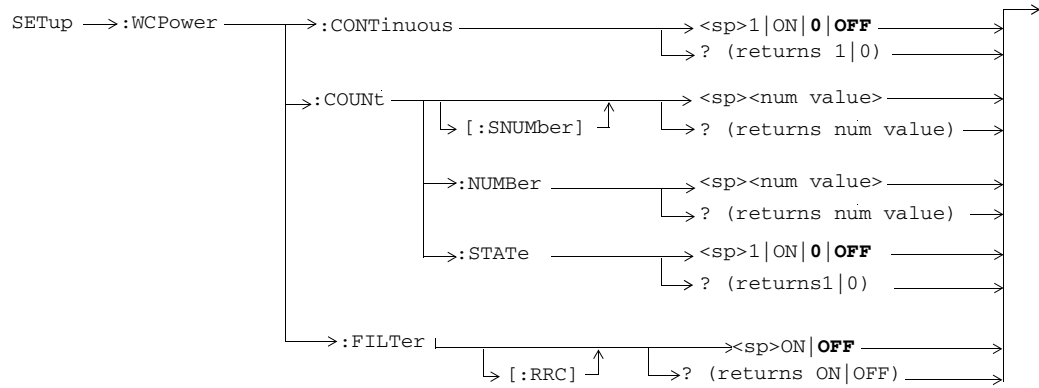 SETup :WCPower :CONTinuous <sp>1|ON|0|OFF
? (returns 1|0)
:COUNt <sp><num value>
[:SNUMber] ? (returns num value)
:NUMBer <sp><num value>
? (returns num value)
:STATe <sp>1|ON|0|OFF
? (returns1|0)
:FILTer <sp>ON|OFF
[:RRC] ? (returns ON|OFF)